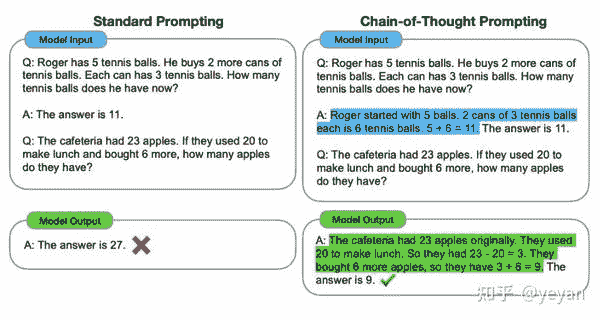 Standard Prompting
Model Input
Q: Roger has 5 tennis balls. He buys 2 more cans of
tennis balls. Each can has 3 tennis balls. How many
tennis balls does he have now?
A: The answer is 11.
Q: The cafeteria had 23 apples. If they used 20 to
make lunch and bought 6 more, how many apples
do they have?
Model Output
A: The answer is 27.
Chain-of-Thought Prompting
Model Input
Q: Roger has 5 tennis balls. He buys 2 more cans of
tennis balls. Each can has 3 tennis balls. How many
tennis balls does he have now?
A: Roger started with 5 balls. 2 cans of 3 tennis balls
each is 6 tennis balls. 5 + 6 = 11. The answer is 11.
Q: The cafeteria had 23 apples. If they used 20 to
make lunch and bought 6 more, how many apples
do they have?
Model Output
A: The cafeteria had 23 apples originally. They used
20 to make lunch. So they had 23 - 20 = 3. They
bought 6 more apples, so they have 3 + 6 = 9. The
answer is 9.
知乎 @yeyan